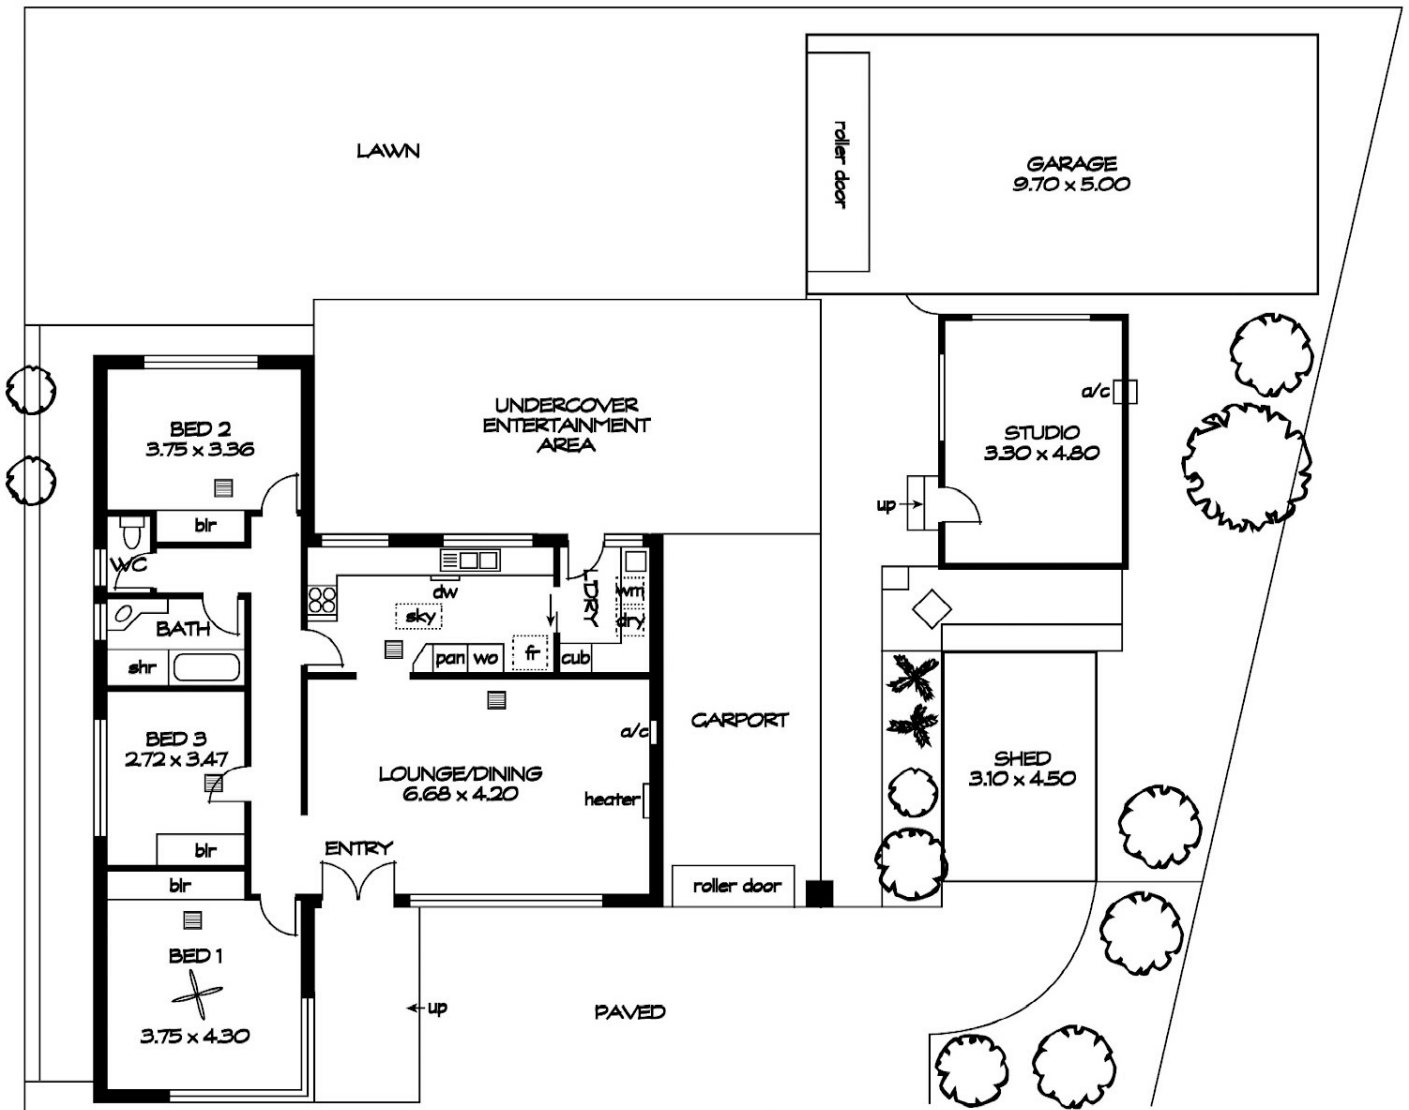 LAWN
roller door
GARAGE
9.70 x 5.00
UNDERCOVER
ENTERTAINMENT
AREA
BED 2
3.75 x 3.36
blr
a/c
STUDIO
3.30 x 4.80
up
WC
dw
sky
LDRY
wm
dry
BATH
shr
pan
wo
fr
cub
BED 3
2.72 x 3.47
blr
LOUNGE/DINING
6.68 x 4.20
a/c
heater
CARPORT
SHED
3.10 x 4.50
ENTRY
blr
roller door
BED 1
3.75 x 4.30
up
PAVED